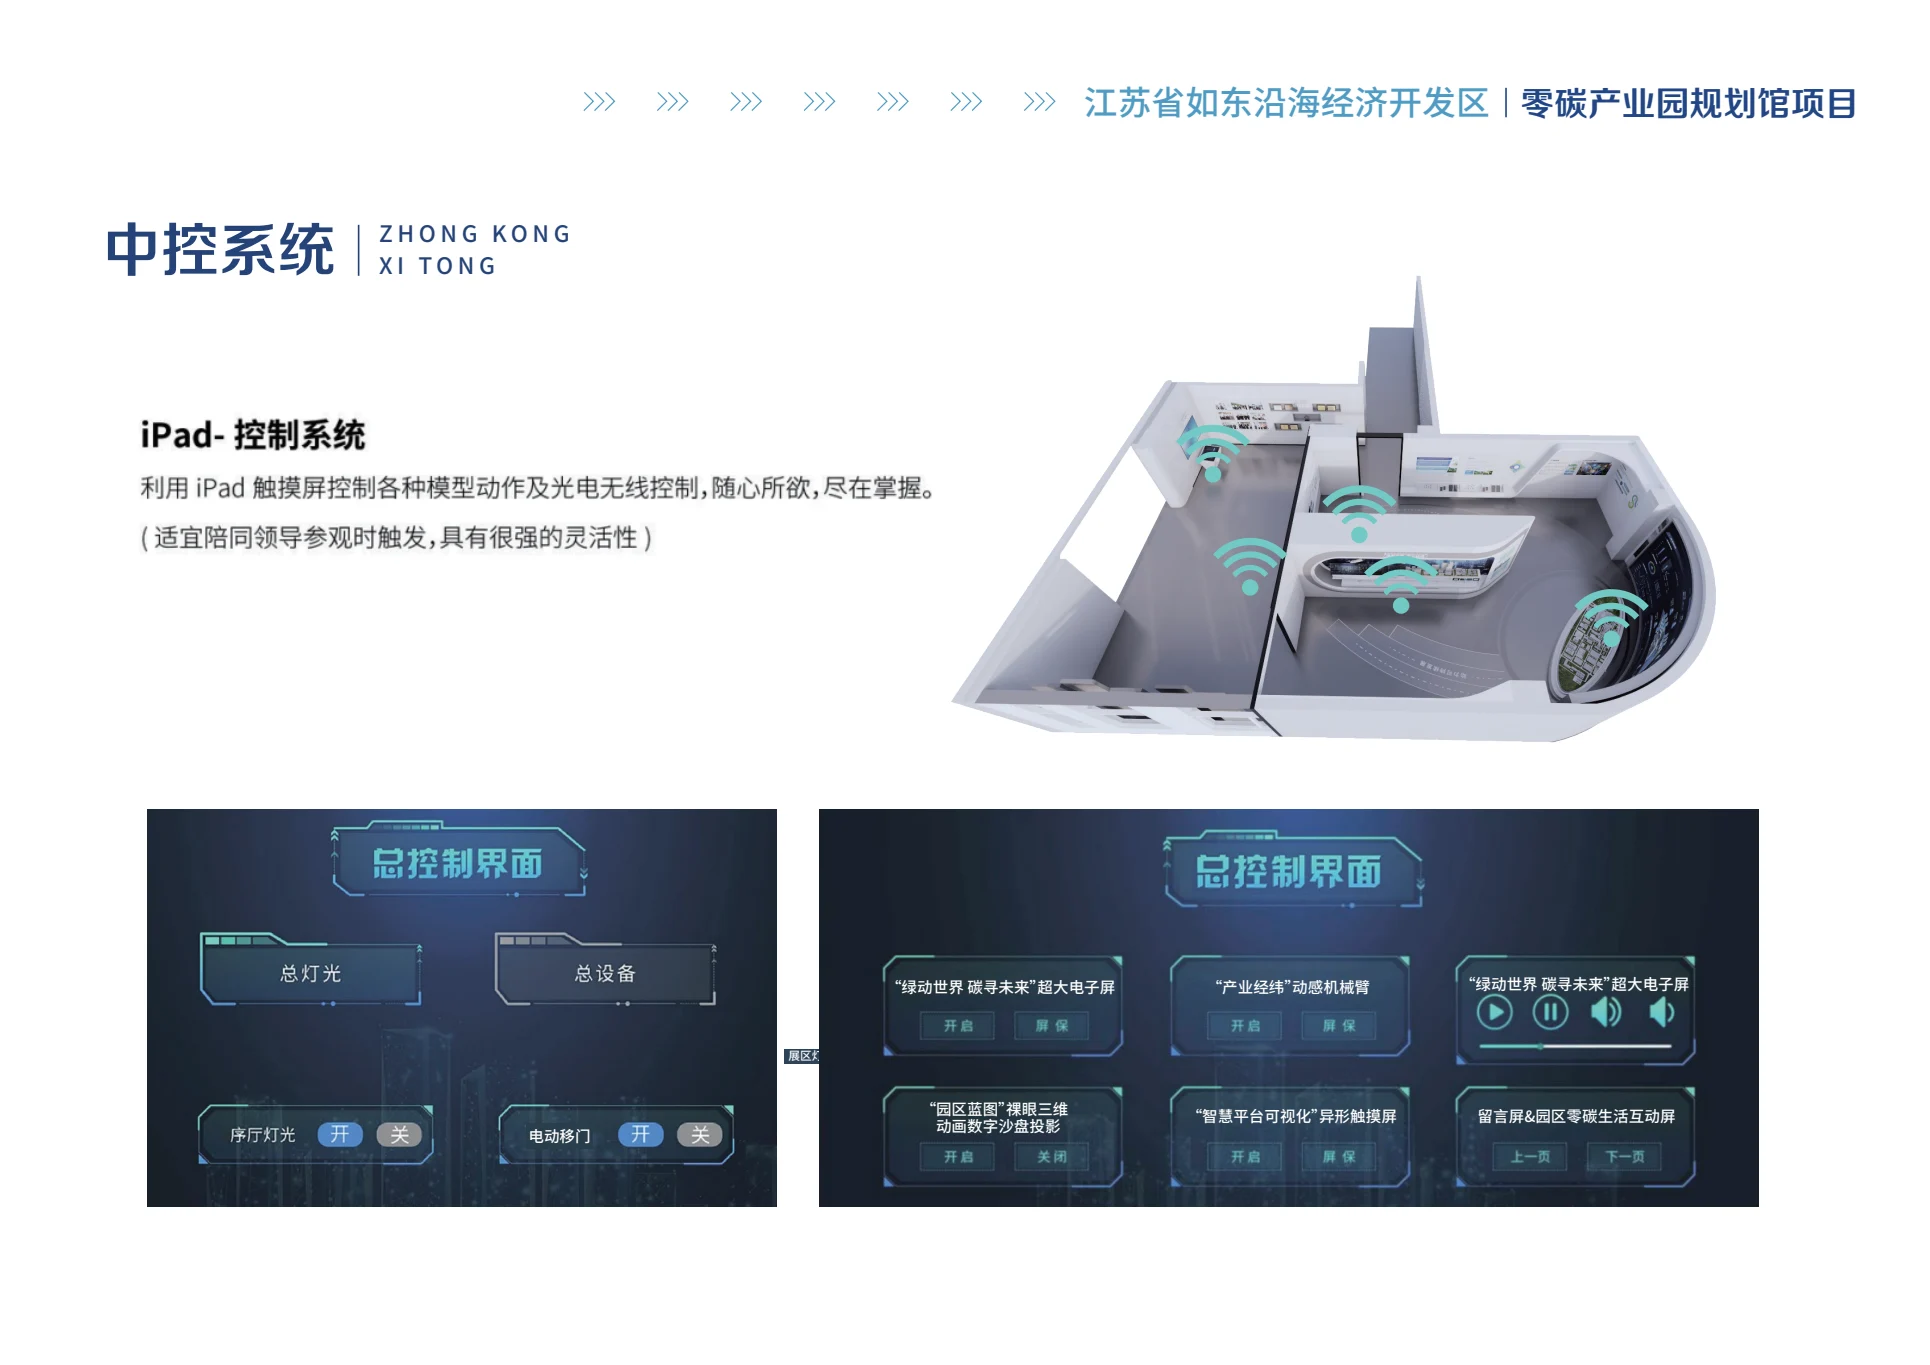 江苏省如东沿海经济开发区 | 零碳产业园规划馆项目
中控系统
ZHONG KONG
XI TONG
iPad- 控制系统
利用 iPad 触摸屏控制各种模型动作及光电无线控制，随心所欲，尽在掌握。
( 适宜陪同领导参观时触发，具有很强的灵活性 )
总控制界面
总灯光
总设备
序厅灯光 开 关
电动移门 开 关
展区灯
总控制界面
“绿动世界 碳寻未来”超大电子屏
开启 屏保
“产业经纬”动感机械臂
开启 屏保
“绿动世界 碳寻未来”超大电子屏
“园区蓝图”裸眼三维
动画数字沙盘投影
开启 关闭
“智慧平台可视化”异形触摸屏
开启 屏保
留言屏&园区零碳生活互动屏
上一页 下一页